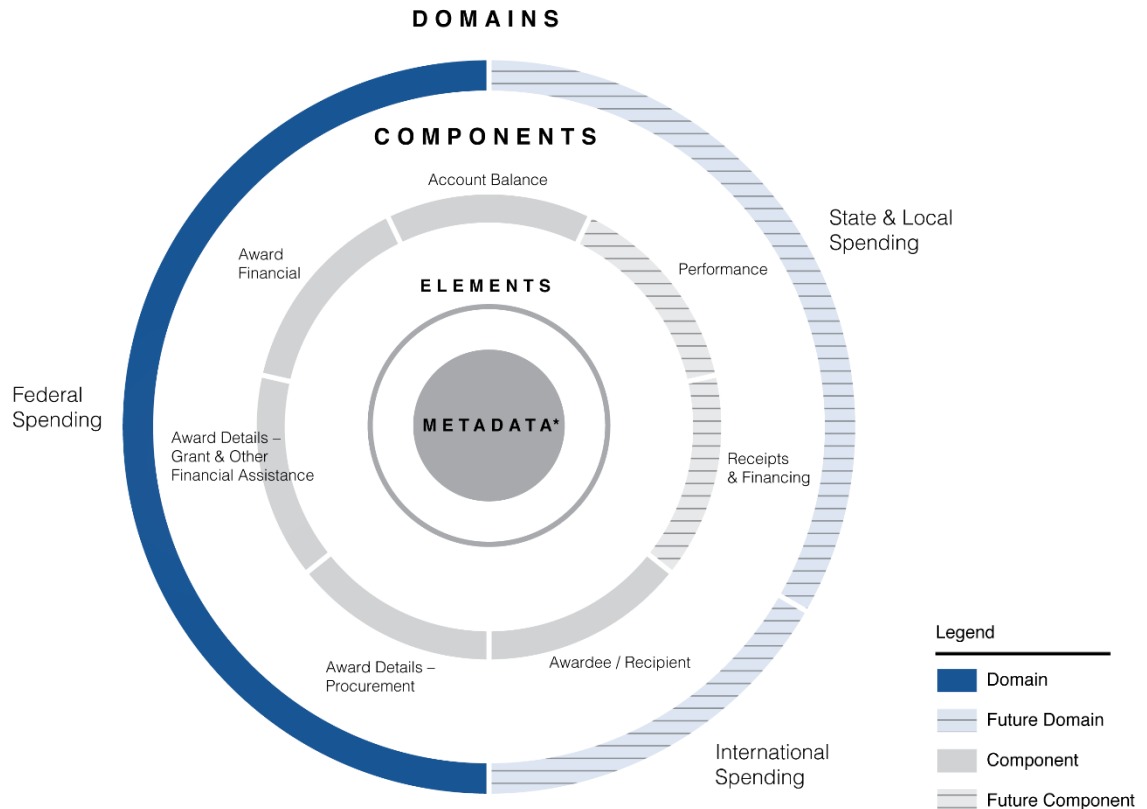 DOMAINS
COMPONENTS
Account Balance
Award
Financial
State & Local
Spending
Performance
ELEMENTS
Federal
Spending
METADATA*
Award Details –
Grant & Other
Financial Assistance
Receipts
& Financing
Award Details –
Procurement
Awardee / Recipient
International
Spending
Legend
Domain
Future Domain
Component
Future Component